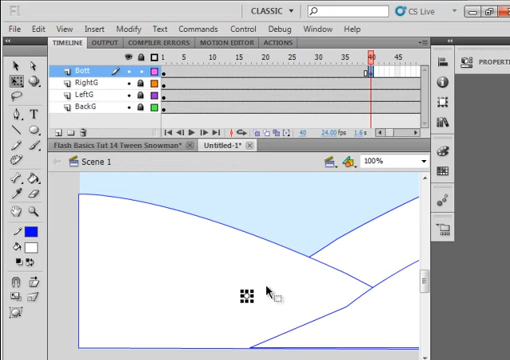 Fl CLASSIC CS Live
File Edit View Insert Modify Text Commands Control Debug Window Help
TIMELINE OUTPUT COMPILER ERRORS MOTION EDITOR ACTIONS
PROPERT
1 5 10 15 20 25 30 35 40 45
Bott
RightG
LeftG
BackG
40 24.00 fps 1.6 s
Flash Basics Tut 14 Tween Snowman* Untitled-1*
Scene 1 100%